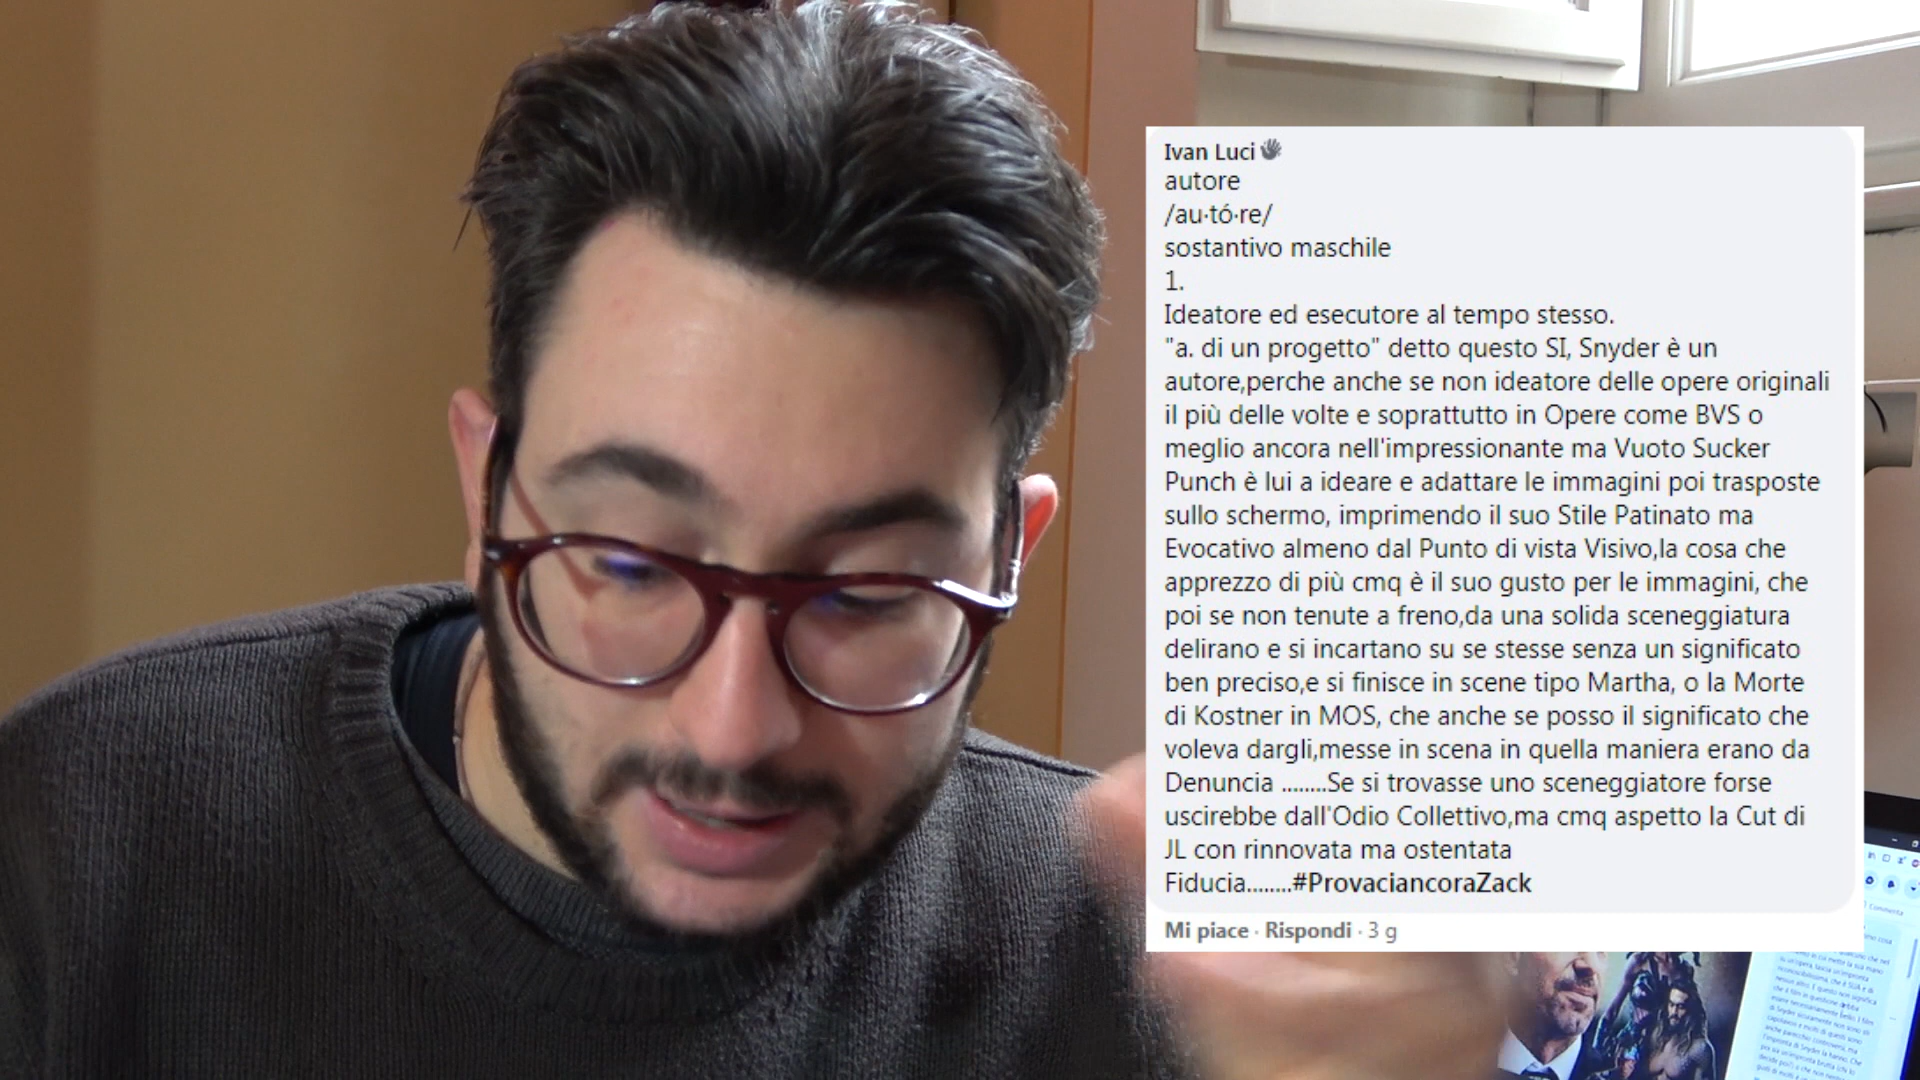 Ivan Luci
autore
/au·tó·re/
sostantivo maschile
1.
Ideatore ed esecutore al tempo stesso.
"a. di un progetto" detto questo SI, Snyder è un
autore,perche anche se non ideatore delle opere originali
il più delle volte e soprattutto in Opere come BVS o
meglio ancora nell'impressionante ma Vuoto Sucker
Punch è lui a ideare e adattare le immagini poi trasposte
sullo schermo, imprimendo il suo Stile Patinato ma
Evocativo almeno dal Punto di vista Visivo,la cosa che
apprezzo di più cmq è il suo gusto per le immagini, che
poi se non tenute a freno,da una solida sceneggiatura
delirano e si incartano su se stesse senza un significato
ben preciso,e si finisce in scene tipo Martha, o la Morte
di Kostner in MOS, che anche se posso il significato che
voleva dargli,messe in scena in quella maniera erano da
Denuncia ........Se si trovasse uno sceneggiatore forse
uscirebbe dall'Odio Collettivo,ma cmq aspetto la Cut di
JL con rinnovata ma ostentata
Fiducia........#ProvaciancoraZack
Mi piace · Rispondi · 3 g